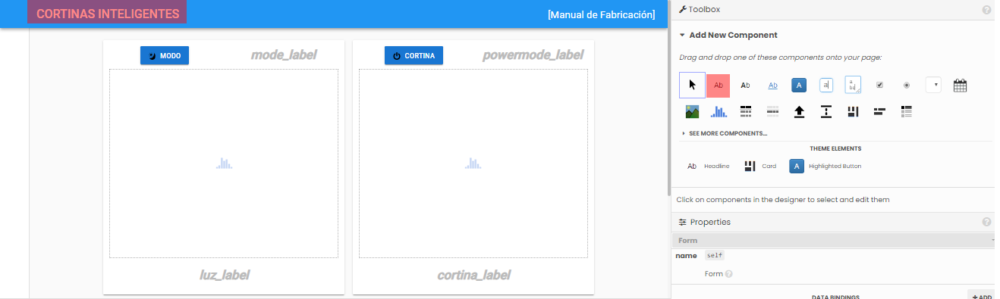 CORTINAS INTELIGENTES
[Manual de Fabricación]
MODO
mode_label
CORTINA
powermode_label
luz_label
cortina_label
Toolbox
Add New Component
Drag and drop one of these components onto your page:
Ab
Ab
Ab
A
a
a
bc
SEE MORE COMPONENTS...
THEME ELEMENTS
Ab
Headline
Card
A
Highlighted Button
Click on components in the designer to select and edit them
Properties
Form
name
self
Form
DATA BINDINGS
+ ADD